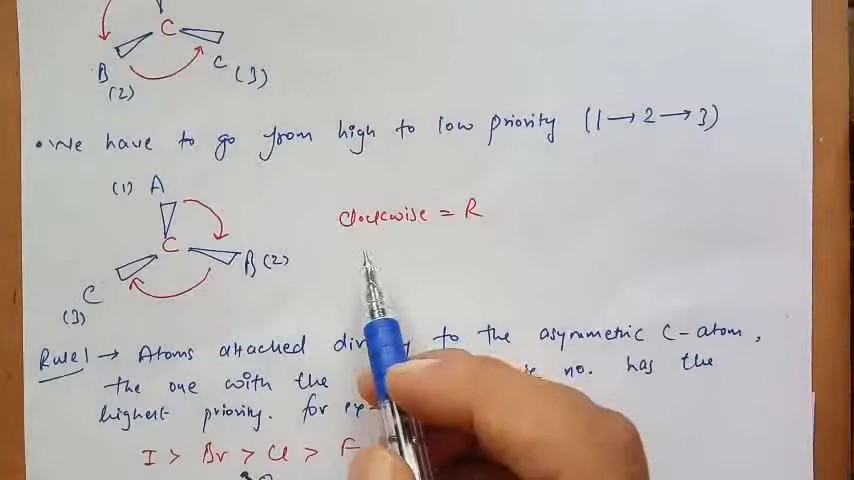 C
B
(2)
C (3)
• We have to go from high to low priority (1 → 2 → 3)
(1) A
C
B (2)
C
(3)
Clockwise = R
Rule 1 → Atoms attached to the asymmetric C-atom,
the one with the no. has the
highest priority. for
I > Br > Cl > F